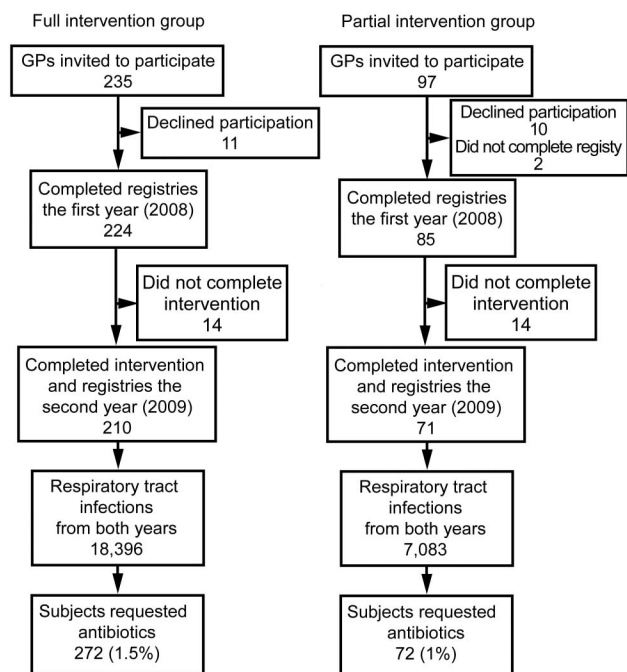 Full intervention group
GPs invited to participate
235
Declined participation
11
Completed registries
the first year (2008)
224
Did not complete
intervention
14
Completed intervention
and registries the
second year (2009)
210
Respiratory tract
infections
from both years
18,396
Subjects requested
antibiotics
272 (1.5%)
Partial intervention group
GPs invited to participate
97
Declined participation
10
Did not complete registy
2
Completed registries
the first year (2008)
85
Did not complete
intervention
14
Completed intervention
and registries the
second year (2009)
71
Respiratory tract
infections
from both years
7,083
Subjects requested
antibiotics
72 (1%)